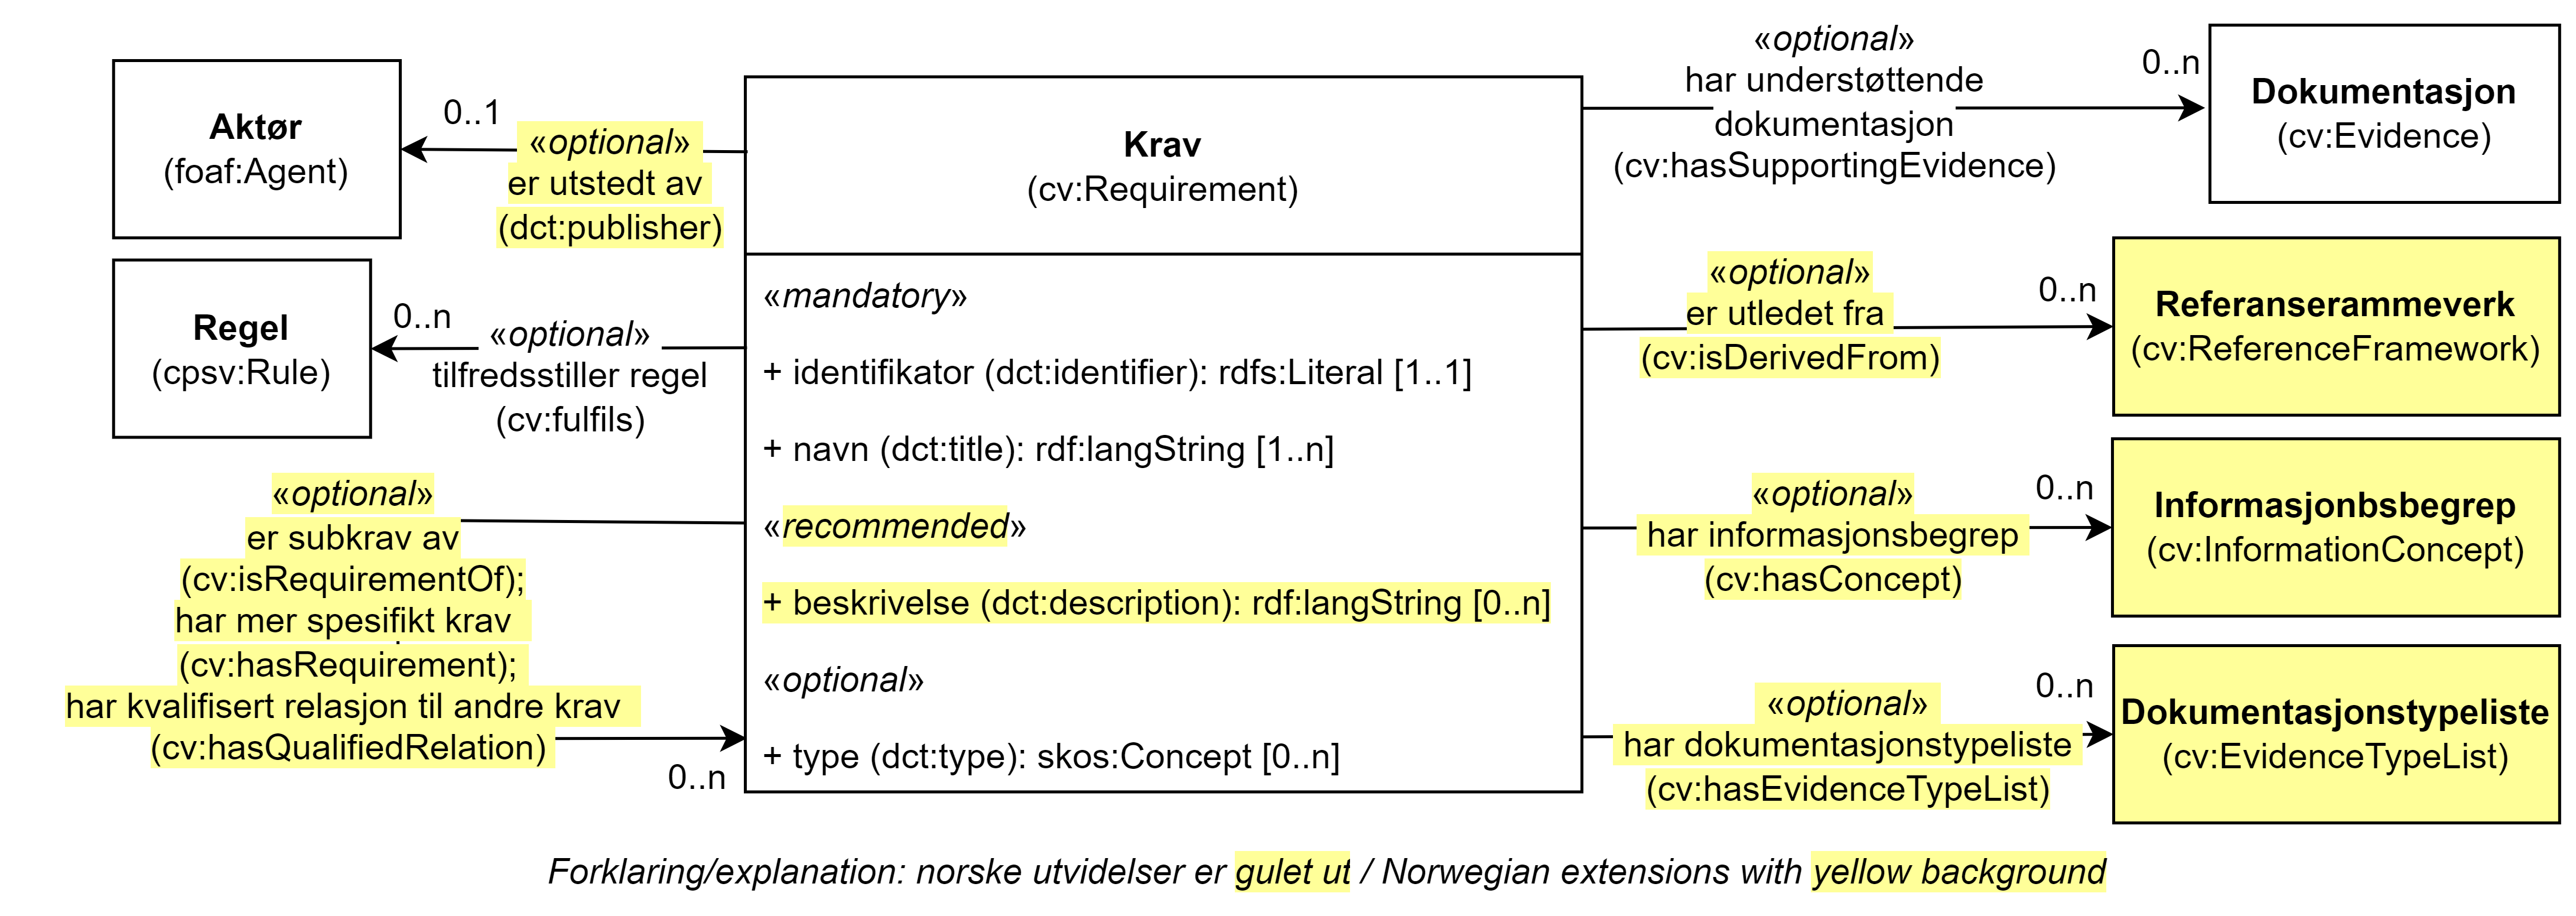 Aktør
(foaf:Agent)
0..1
«optional»
er utstedt av
(dct:publisher)
Regel
(cpsv:Rule)
0..n
«optional»
tilfredsstiller regel
(cv:fulfils)
«optional»
er subkrav av
(cv:isRequirementOf);
har mer spesifikt krav
(cv:hasRequirement);
har kvalifisert relasjon til andre krav
(cv:hasQualifiedRelation)
0..n
Krav
(cv:Requirement)
«mandatory»
+ identifikator (dct:identifier): rdfs:Literal [1..1]
+ navn (dct:title): rdf:langString [1..n]
«recommended»
+ beskrivelse (dct:description): rdf:langString [0..n]
«optional»
+ type (dct:type): skos:Concept [0..n]
«optional»
har understøttende
dokumentasjon
(cv:hasSupportingEvidence)
0..n
Dokumentasjon
(cv:Evidence)
«optional»
er utledet fra
(cv:isDerivedFrom)
0..n
Referanserammeverk
(cv:ReferenceFramework)
«optional»
har informasjonsbegrep
(cv:hasConcept)
0..n
Informasjonbsbegrep
(cv:InformationConcept)
«optional»
har dokumentasjonstypeliste
(cv:hasEvidenceTypeList)
0..n
Dokumentasjonstypeliste
(cv:EvidenceTypeList)
Forklaring/explanation: norske utvidelser er gulet ut / Norwegian extensions with yellow background